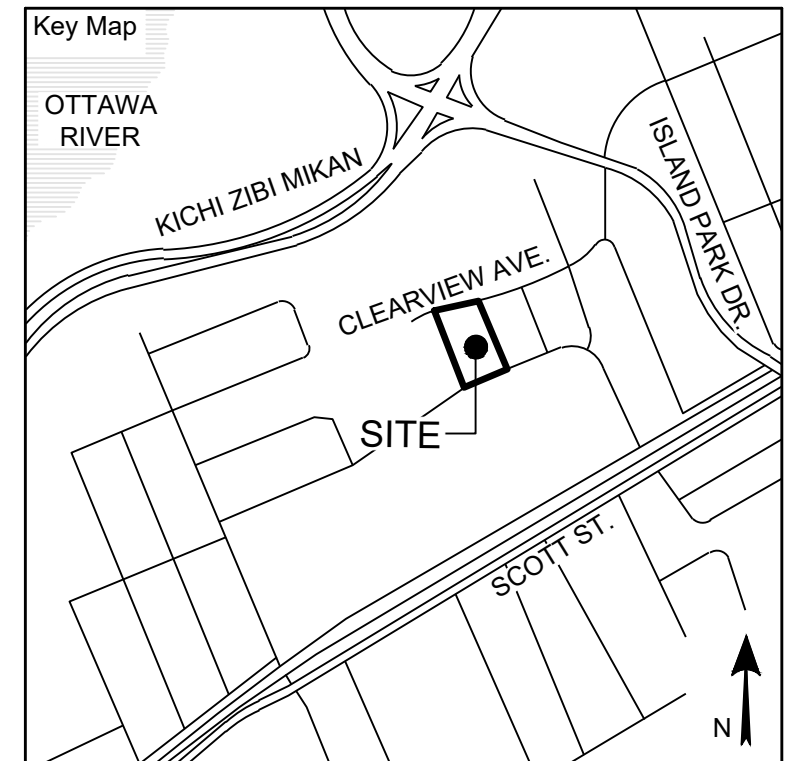 Key Map
OTTAWA
RIVER
KICHI ZIBI MIKAN
ISLAND PARK DR.
CLEARVIEW AVE.
SITE
SCOTT ST.
N